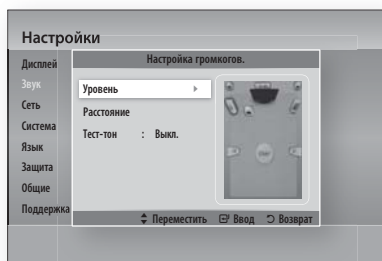 Настройки
Дисплей
Звук
Сеть
Система
Язык
Защита
Общие
Поддержка
Настройка громкогов.
Уровень
Расстояние
Тест-тон : Выкл.
Переместить Ввод Возврат